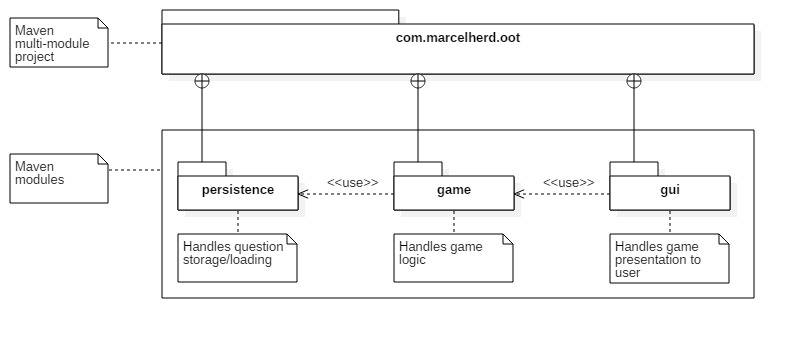 Maven
multi-module
project
com.marcelherd.oot
Maven
modules
persistence
<<use>>
game
<<use>>
gui
Handles question
storage/loading
Handles game
logic
Handles game
presentation to
user